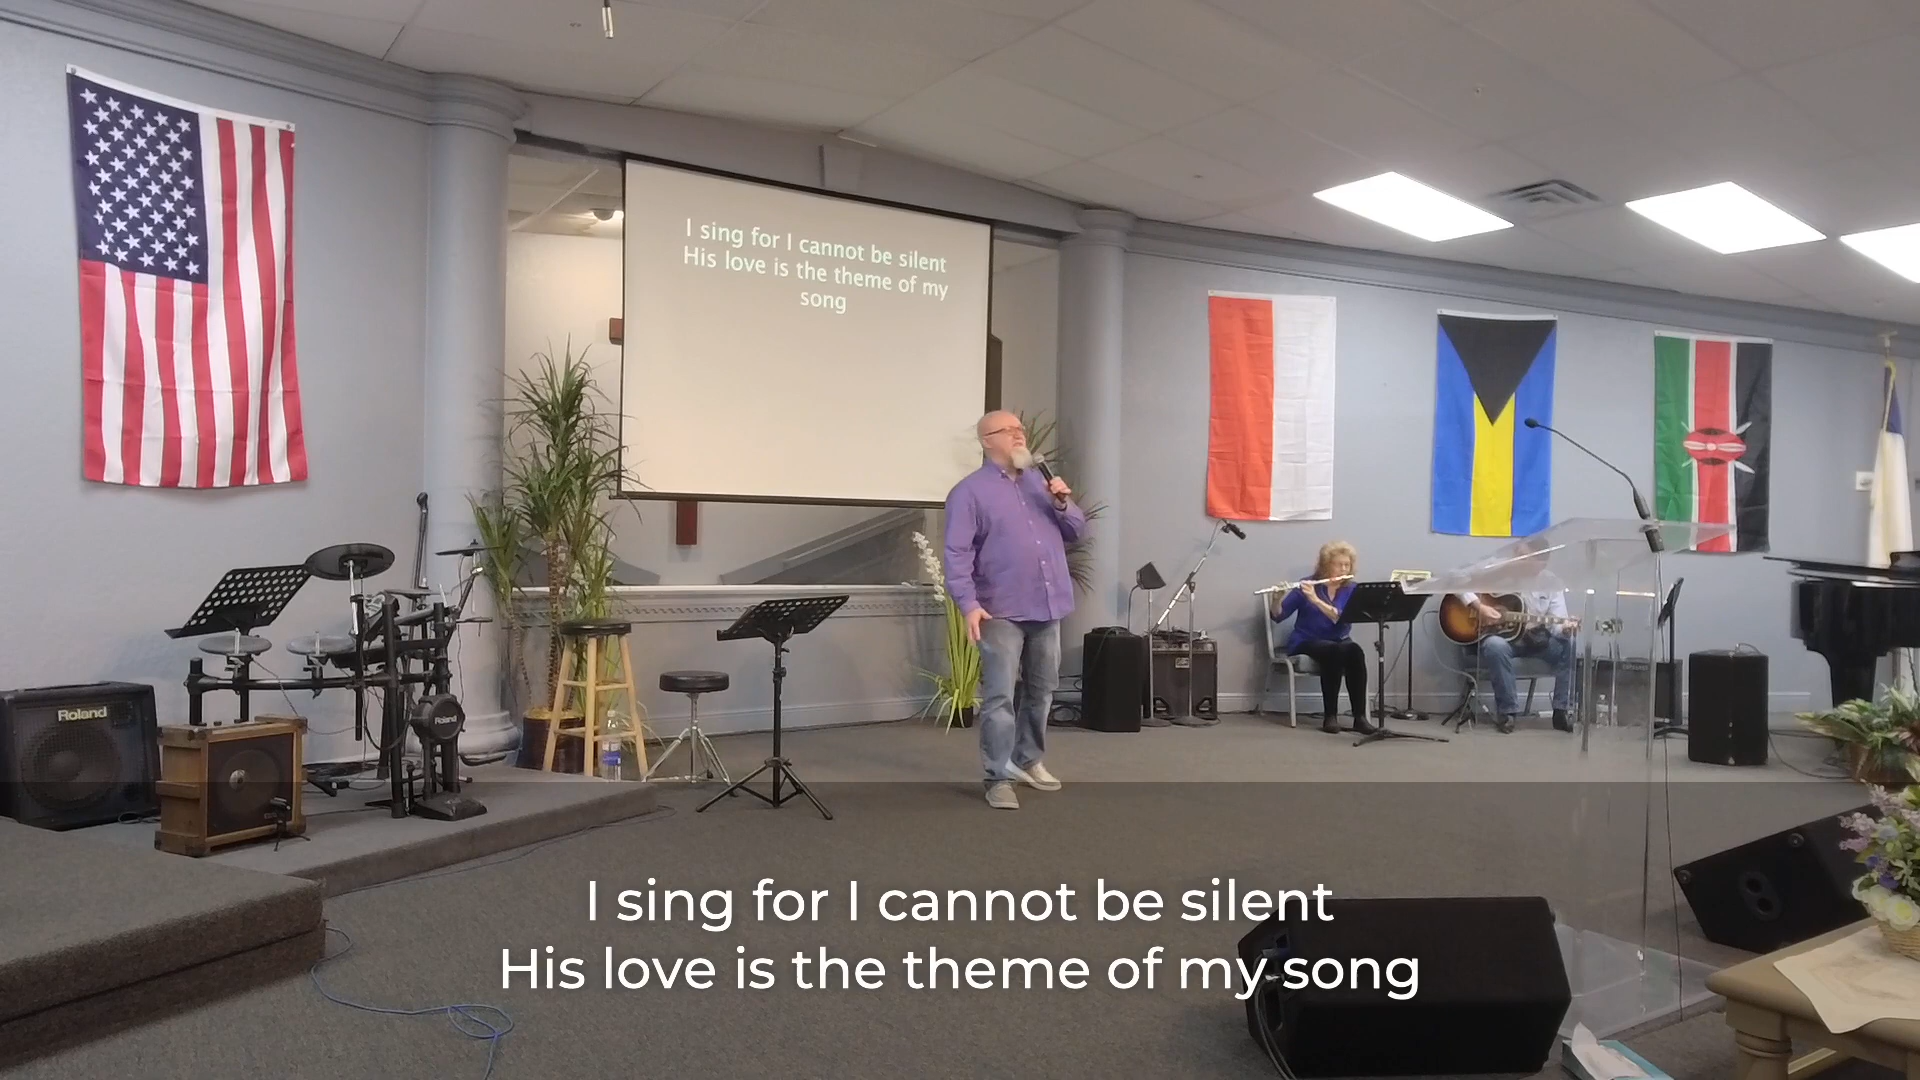 I sing for I cannot be silent
His love is the theme of my
song
Roland
Roland
I sing for I cannot be silent
His love is the theme of my song